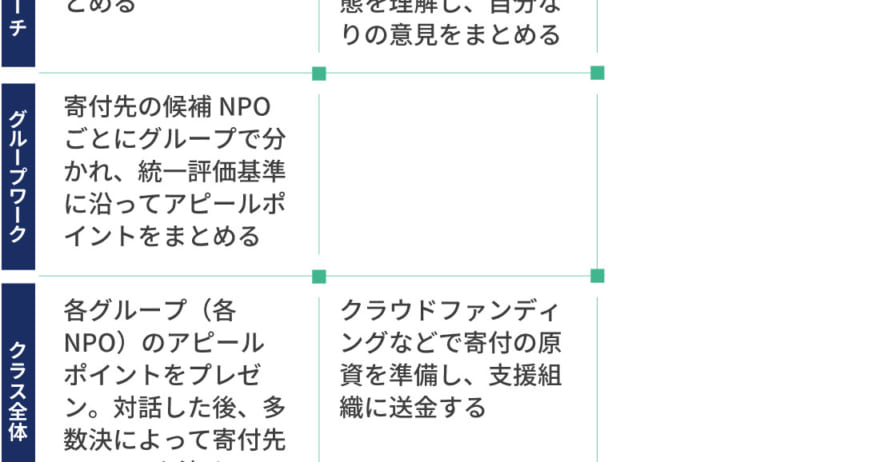 ーチ
とめる
態を理解し、自分な
りの意見をまとめる
グループワーク
寄付先の候補 NPO
ごとにグループで分
かれ、統一評価基準
に沿ってアピールポ
イントをまとめる
クラス全体
各グループ（各
NPO）のアピール
ポイントをプレゼ
ン。対話した後、多
数決によって寄付先
クラウドファンディ
ングなどで寄付の原
資を準備し、支援組
織に送金する